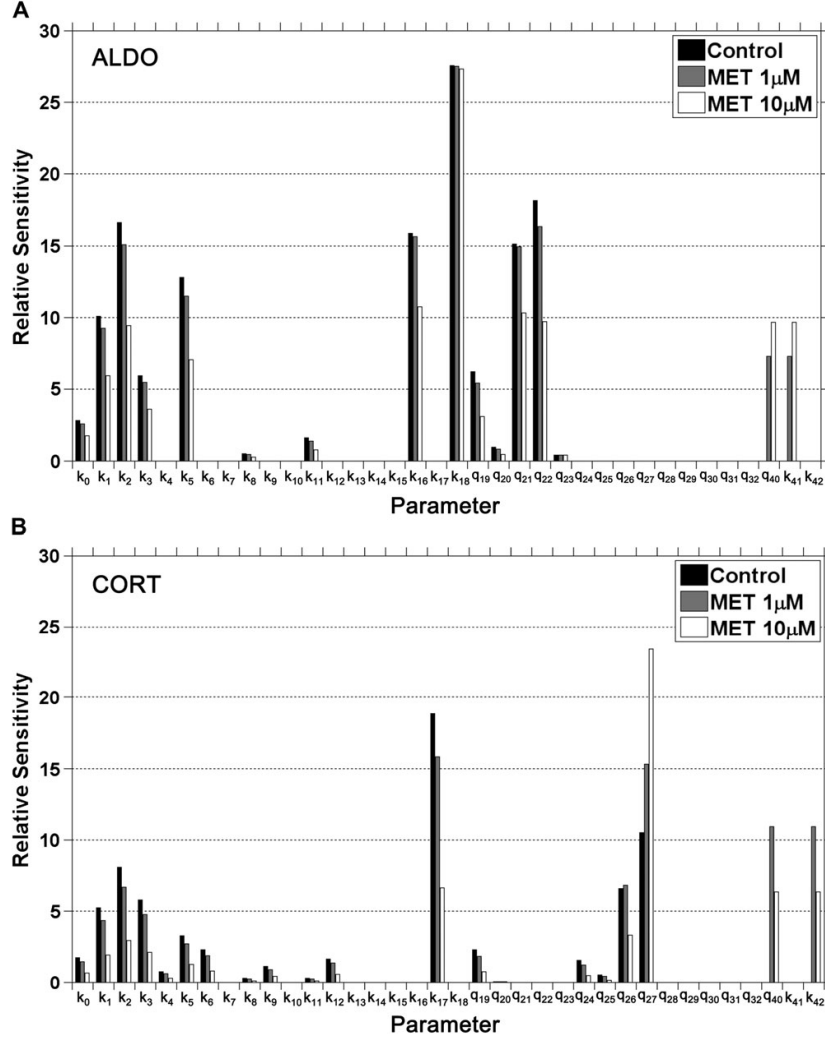 A
ALDO
Control
MET 1μM
MET 10μM
30
25
20
15
10
5
0
Relative Sensitivity
k0 k1 k2 k3 k4 k5 k6 k7 k8 k9 k10 k11 k12 k13 k14 k15 k16 k17 k18 q19 q20 q21 q22 q23 q24 q25 q26 q27 q28 q29 q30 q31 q32 q40 k41 k42
Parameter
B
CORT
Control
MET 1μM
MET 10μM
30
25
20
15
10
5
0
Relative Sensitivity
k0 k1 k2 k3 k4 k5 k6 k7 k8 k9 k10 k11 k12 k13 k14 k15 k16 k17 k18 q19 q20 q21 q22 q23 q24 q25 q26 q27 q28 q29 q30 q31 q32 q40 k41 k42
Parameter